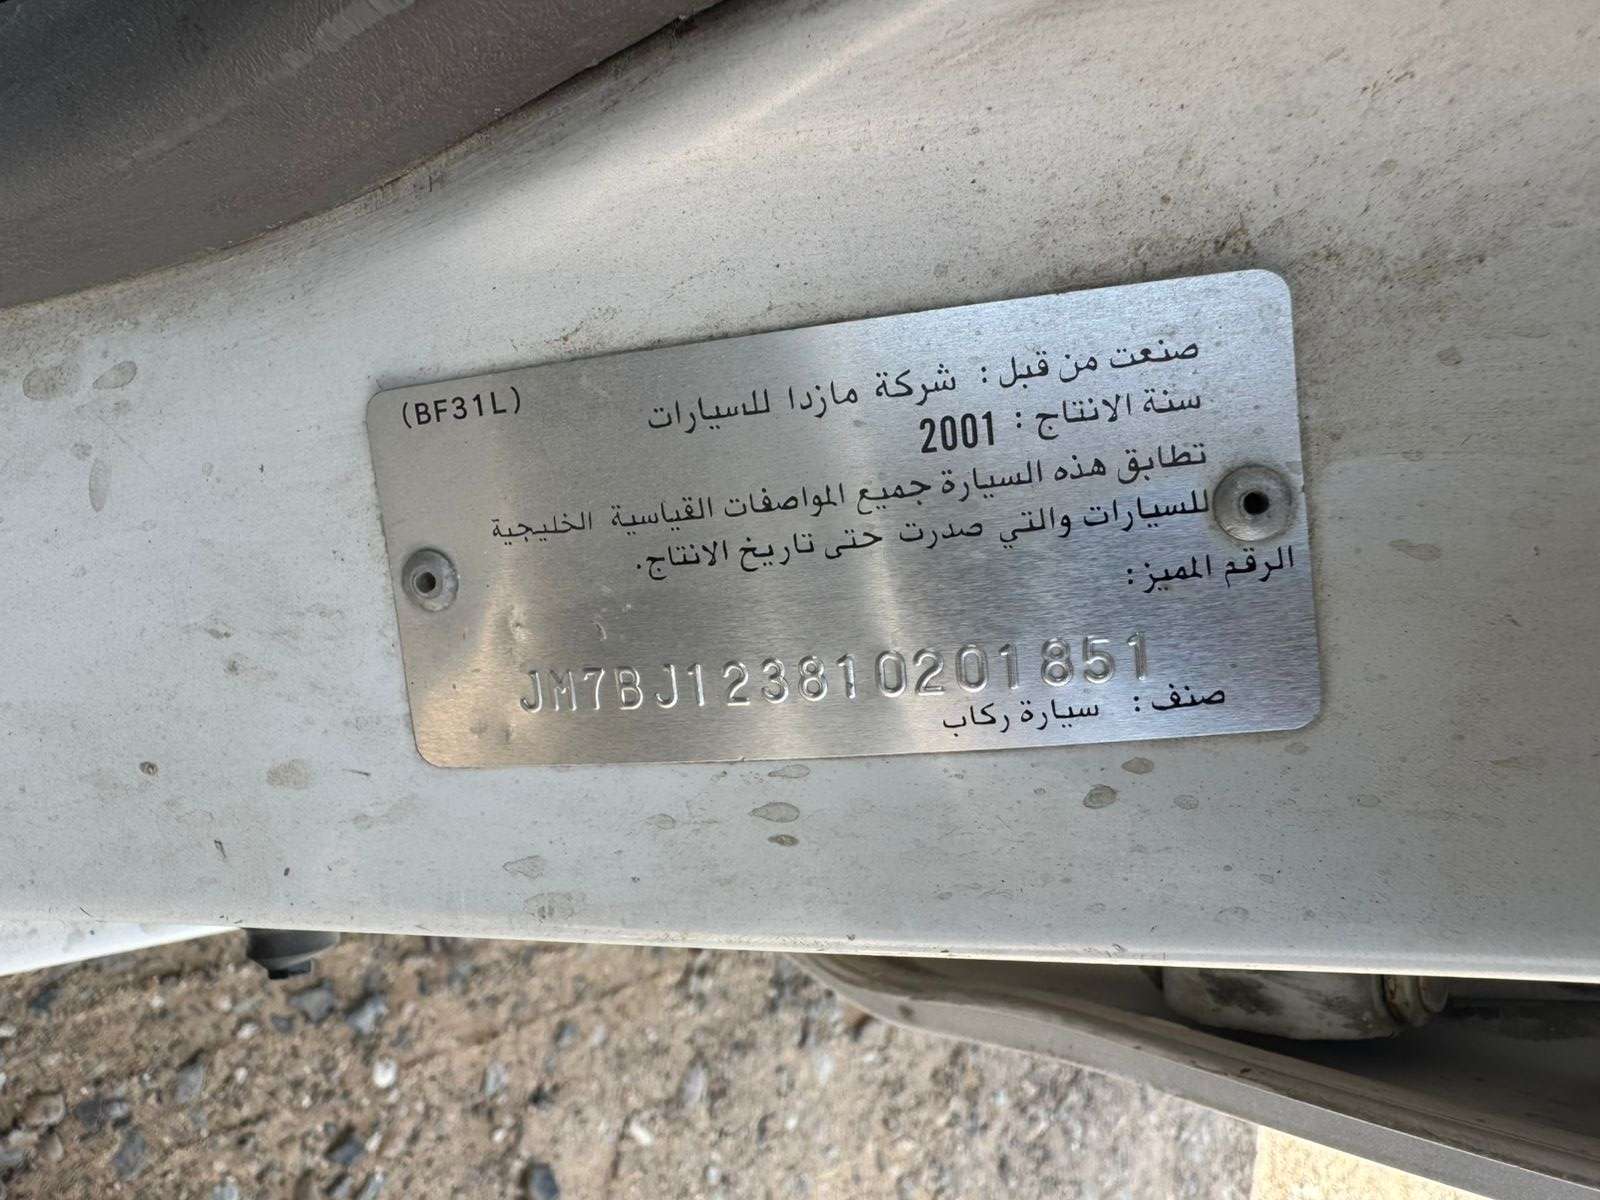 (BF31L)
صنعت من قبل: شركة مازدا للسيارات
سنة الانتاج: 2001
تطابق هذه السيارة جميع المواصفات القياسية الخليجية
للسيارات والتي صدرت حتى تاريخ الانتاج.
الرقم المميز:
JM7BJ123810201851
صنف: سيارة ركاب